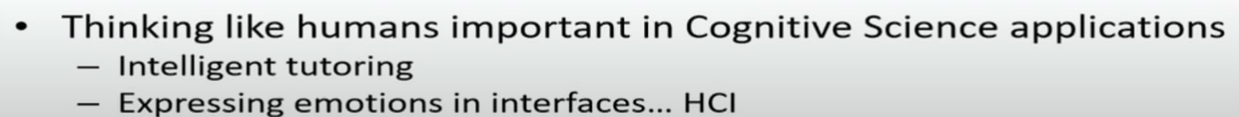 • Thinking like humans important in Cognitive Science applications
– Intelligent tutoring
– Expressing emotions in interfaces... HCI